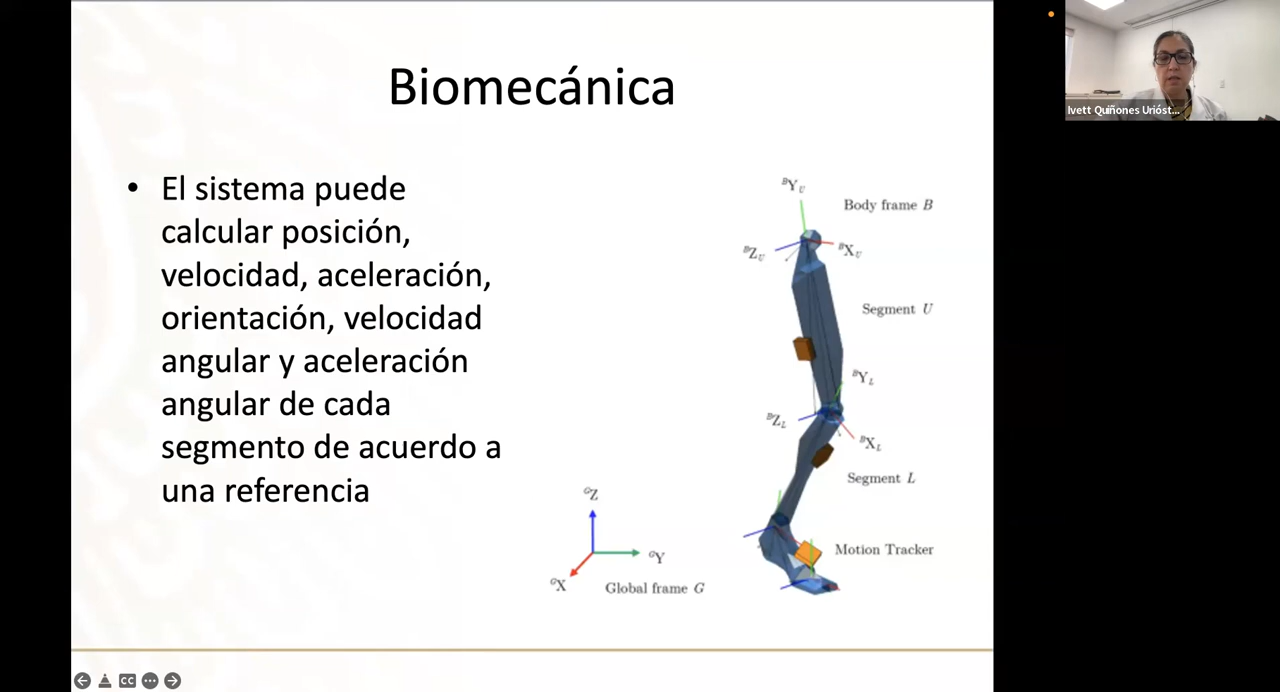 Biomecánica
• El sistema puede
calcular posición,
velocidad, aceleración,
orientación, velocidad
angular y aceleración
angular de cada
segmento de acuerdo a
una referencia
ᴮY_U
Body frame B
ᴮZ_U
ᴮX_U
Segment U
ᴮY_L
ᴮZ_L
ᴮX_L
Segment L
Motion Tracker
ᴳZ
ᴳY
ᴳX
Global frame G
Ivett Quiñones Urióst...
CC